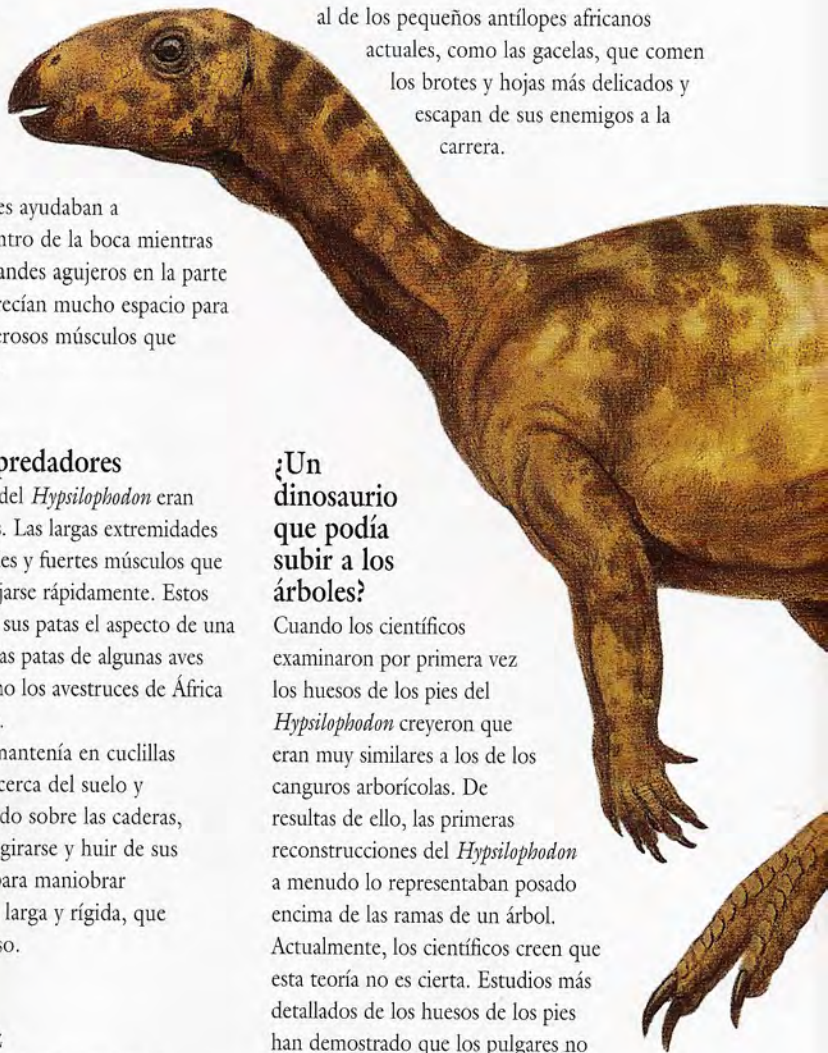 al de los pequeños antílopes africanos
actuales, como las gacelas, que comen
los brotes y hojas más delicados y
escapan de sus enemigos a la
carrera.
es ayudaban a
ntro de la boca mientras
andes agujeros en la parte
recían mucho espacio para
erosos músculos que
predadores
del Hypsilophodon eran
s. Las largas extremidades
es y fuertes músculos que
jarse rápidamente. Estos
sus patas el aspecto de una
as patas de algunas aves
no los avestruces de África
.
mantenía en cuclillas
cerca del suelo y
do sobre las caderas,
girarse y huir de sus
para maniobrar
larga y rígida, que
so.
¿Un
dinosaurio
que podía
subir a los
árboles?
Cuando los científicos
examinaron por primera vez
los huesos de los pies del
Hypsilophodon creyeron que
eran muy similares a los de los
canguros arborícolas. De
resultas de ello, las primeras
reconstrucciones del Hypsilophodon
a menudo lo representaban posado
encima de las ramas de un árbol.
Actualmente, los científicos creen que
esta teoría no es cierta. Estudios más
detallados de los huesos de los pies
han demostrado que los pulgares no